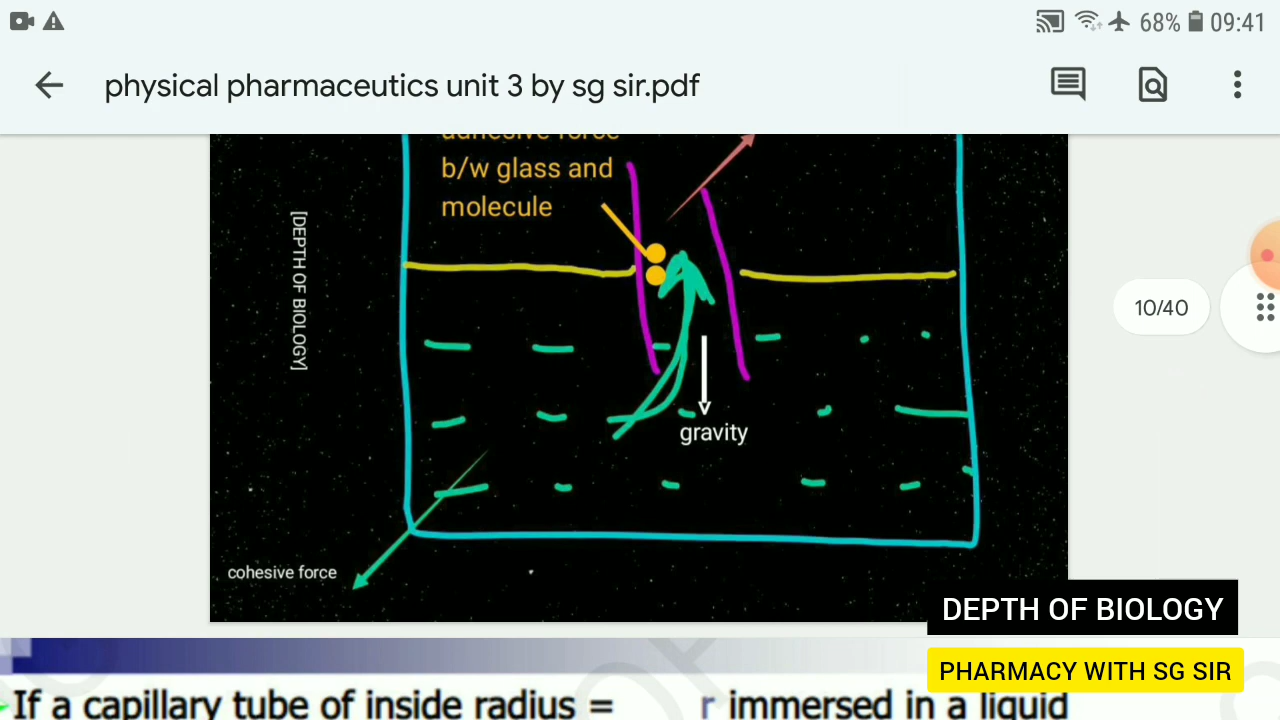 68% 09:41
physical pharmaceutics unit 3 by sg sir.pdf
adhesive force
b/w glass and
molecule
[DEPTH OF BIOLOGY]
10/40
gravity
cohesive force
DEPTH OF BIOLOGY
PHARMACY WITH SG SIR
If a capillary tube of inside radius = r immersed in a liquid